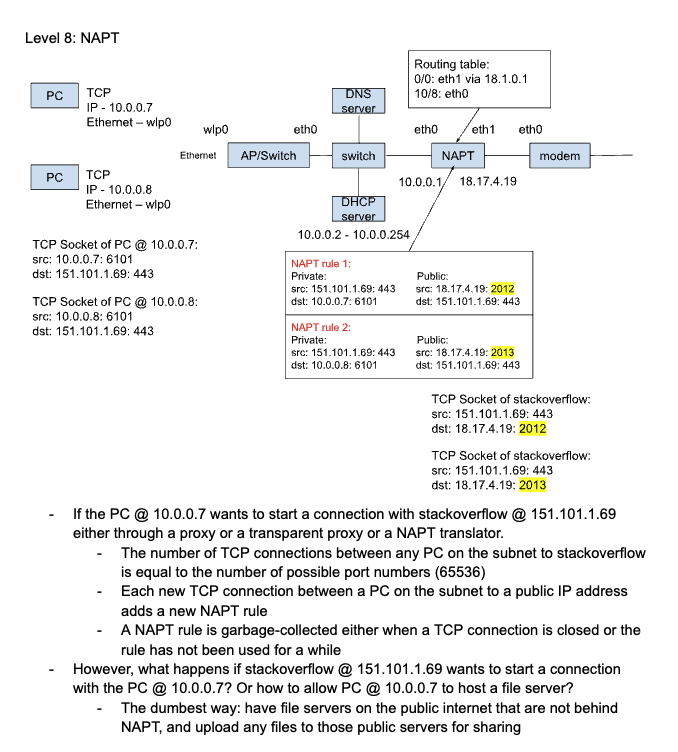 Level 8: NAPT
Routing table:
0/0: eth1 via 18.1.0.1
10/8: eth0
PC
TCP
IP - 10.0.0.7
Ethernet – wlp0
DNS
server
wlp0
eth0
eth0
eth1
eth0
Ethernet
AP/Switch
switch
NAPT
modem
PC
TCP
IP - 10.0.0.8
Ethernet – wlp0
10.0.0.1
18.17.4.19
DHCP
server
10.0.0.2 - 10.0.0.254
TCP Socket of PC @ 10.0.0.7:
src: 10.0.0.7: 6101
dst: 151.101.1.69: 443
TCP Socket of PC @ 10.0.0.8:
src: 10.0.0.8: 6101
dst: 151.101.1.69: 443
NAPT rule 1:
Private:
src: 151.101.1.69: 443
dst: 10.0.0.7: 6101
Public:
src: 18.17.4.19: 2012
dst: 151.101.1.69: 443
NAPT rule 2:
Private:
src: 151.101.1.69: 443
dst: 10.0.0.8: 6101
Public:
src: 18.17.4.19: 2013
dst: 151.101.1.69: 443
TCP Socket of stackoverflow:
src: 151.101.1.69: 443
dst: 18.17.4.19: 2012
TCP Socket of stackoverflow:
src: 151.101.1.69: 443
dst: 18.17.4.19: 2013
- If the PC @ 10.0.0.7 wants to start a connection with stackoverflow @ 151.101.1.69
either through a proxy or a transparent proxy or a NAPT translator.
- The number of TCP connections between any PC on the subnet to stackoverflow
is equal to the number of possible port numbers (65536)
- Each new TCP connection between a PC on the subnet to a public IP address
adds a new NAPT rule
- A NAPT rule is garbage-collected either when a TCP connection is closed or the
rule has not been used for a while
- However, what happens if stackoverflow @ 151.101.1.69 wants to start a connection
with the PC @ 10.0.0.7? Or how to allow PC @ 10.0.0.7 to host a file server?
- The dumbest way: have file servers on the public internet that are not behind
NAPT, and upload any files to those public servers for sharing